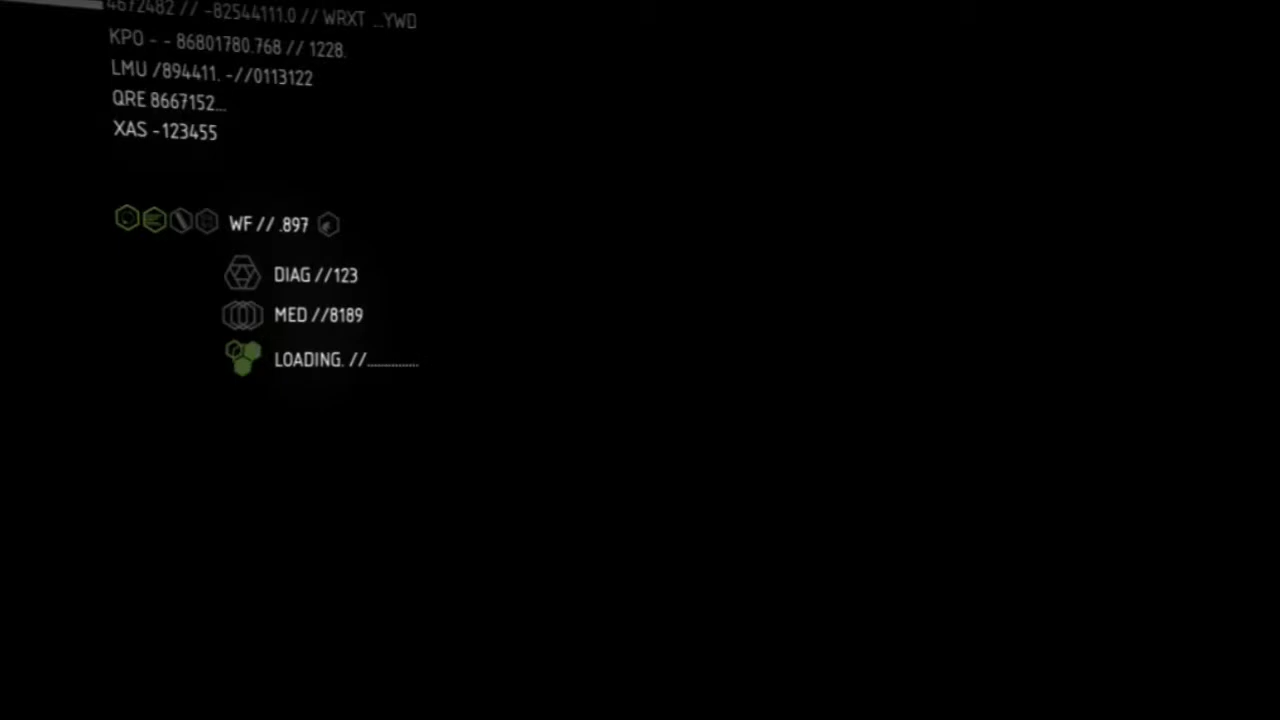 4672482 // -82544111.0 // WRXT ...YWD
KPO - - 86801780.768 // 1228.
LMU /894411. -//0113122
QRE 8667152...
XAS -123455
WF // .897
DIAG //123
MED //8189
LOADING. //...............